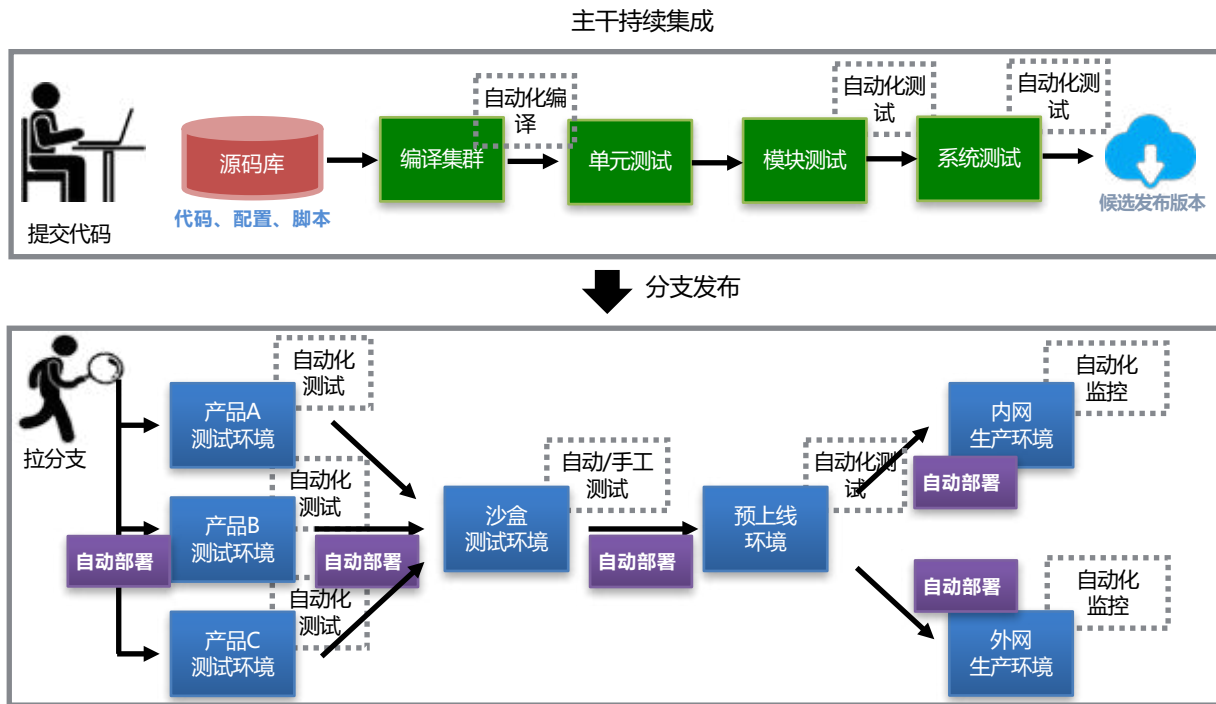 主干持续集成
自动化编
译
自动化测
试
自动化测
试
源码库
编译集群
单元测试
模块测试
系统测试
代码、配置、脚本
候选发布版本
提交代码
分支发布
拉分支
产品A
测试环境
自动化
测试
产品B
测试环境
自动化
测试
产品C
测试环境
自动化
测试
自动部署
自动部署
沙盒
测试环境
自动/手工
测试
自动部署
预上线
环境
自动化测
试
内网
生产环境
自动化
监控
自动部署
自动部署
外网
生产环境
自动化
监控